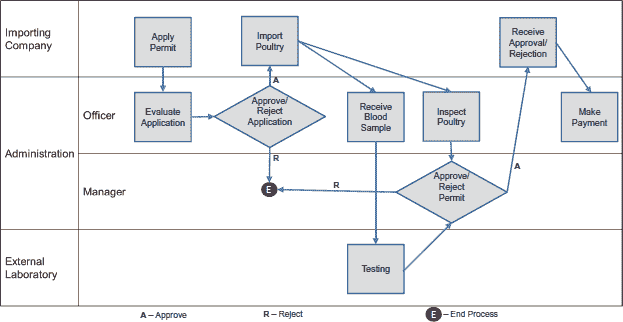 Importing
Company
Apply
Permit
Import
Poultry
Receive
Approval/
Rejection
A
Administration
Officer
Evaluate
Application
Approve/
Reject
Application
Receive
Blood
Sample
Inspect
Poultry
Make
Payment
R
A
Manager
E
R
Approve/
Reject
Permit
External
Laboratory
Testing
A – Approve
R – Reject
E – End Process